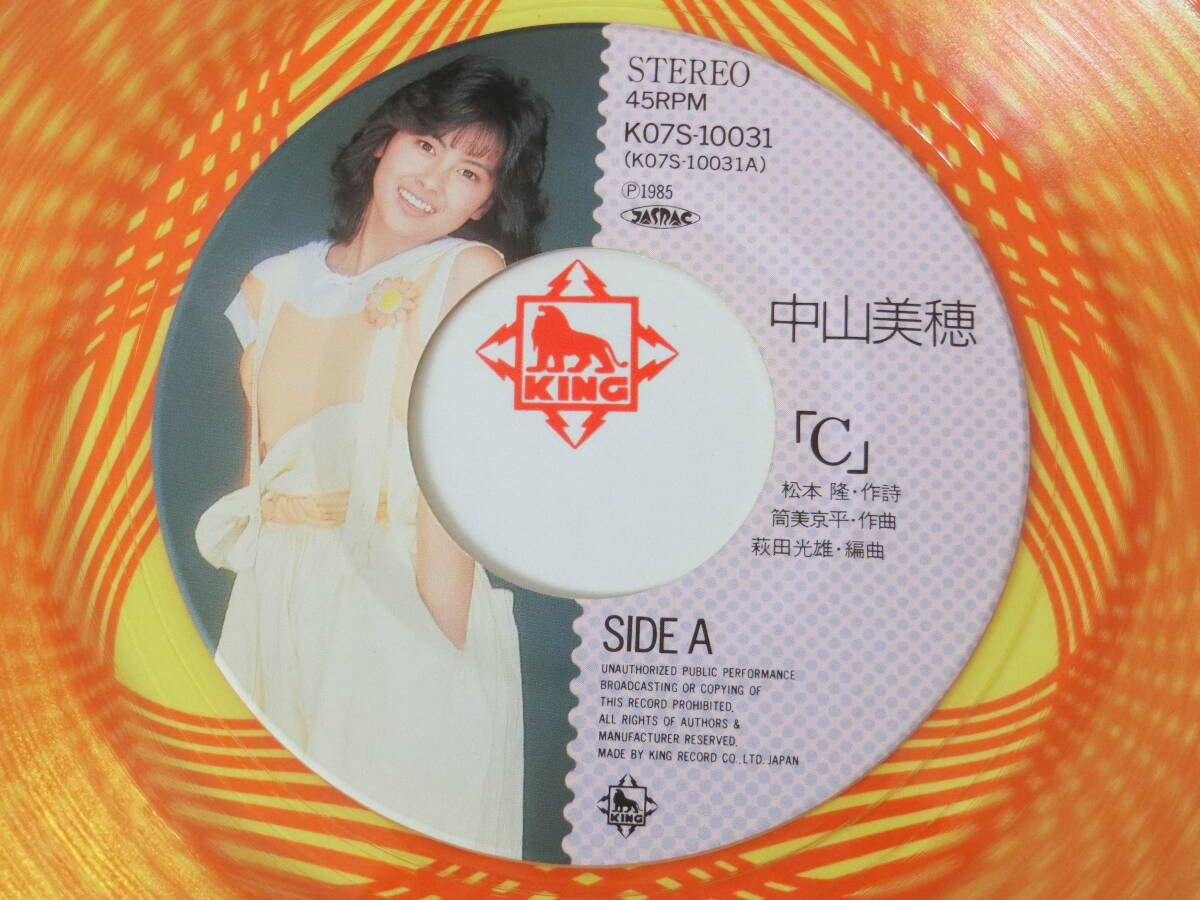 STEREO
45RPM
K07S-10031
(K07S-10031A)
Ⓟ1985
JASRAC
中山美穂
「C」
松本 隆・作詩
筒美京平・作曲
萩田光雄・編曲
KING
SIDE A
UNAUTHORIZED PUBLIC PERFORMANCE
BROADCASTING OR COPYING OF
THIS RECORD PROHIBITED.
ALL RIGHTS OF AUTHORS &
MANUFACTURER RESERVED.
MADE BY KING RECORD CO., LTD. JAPAN
KING